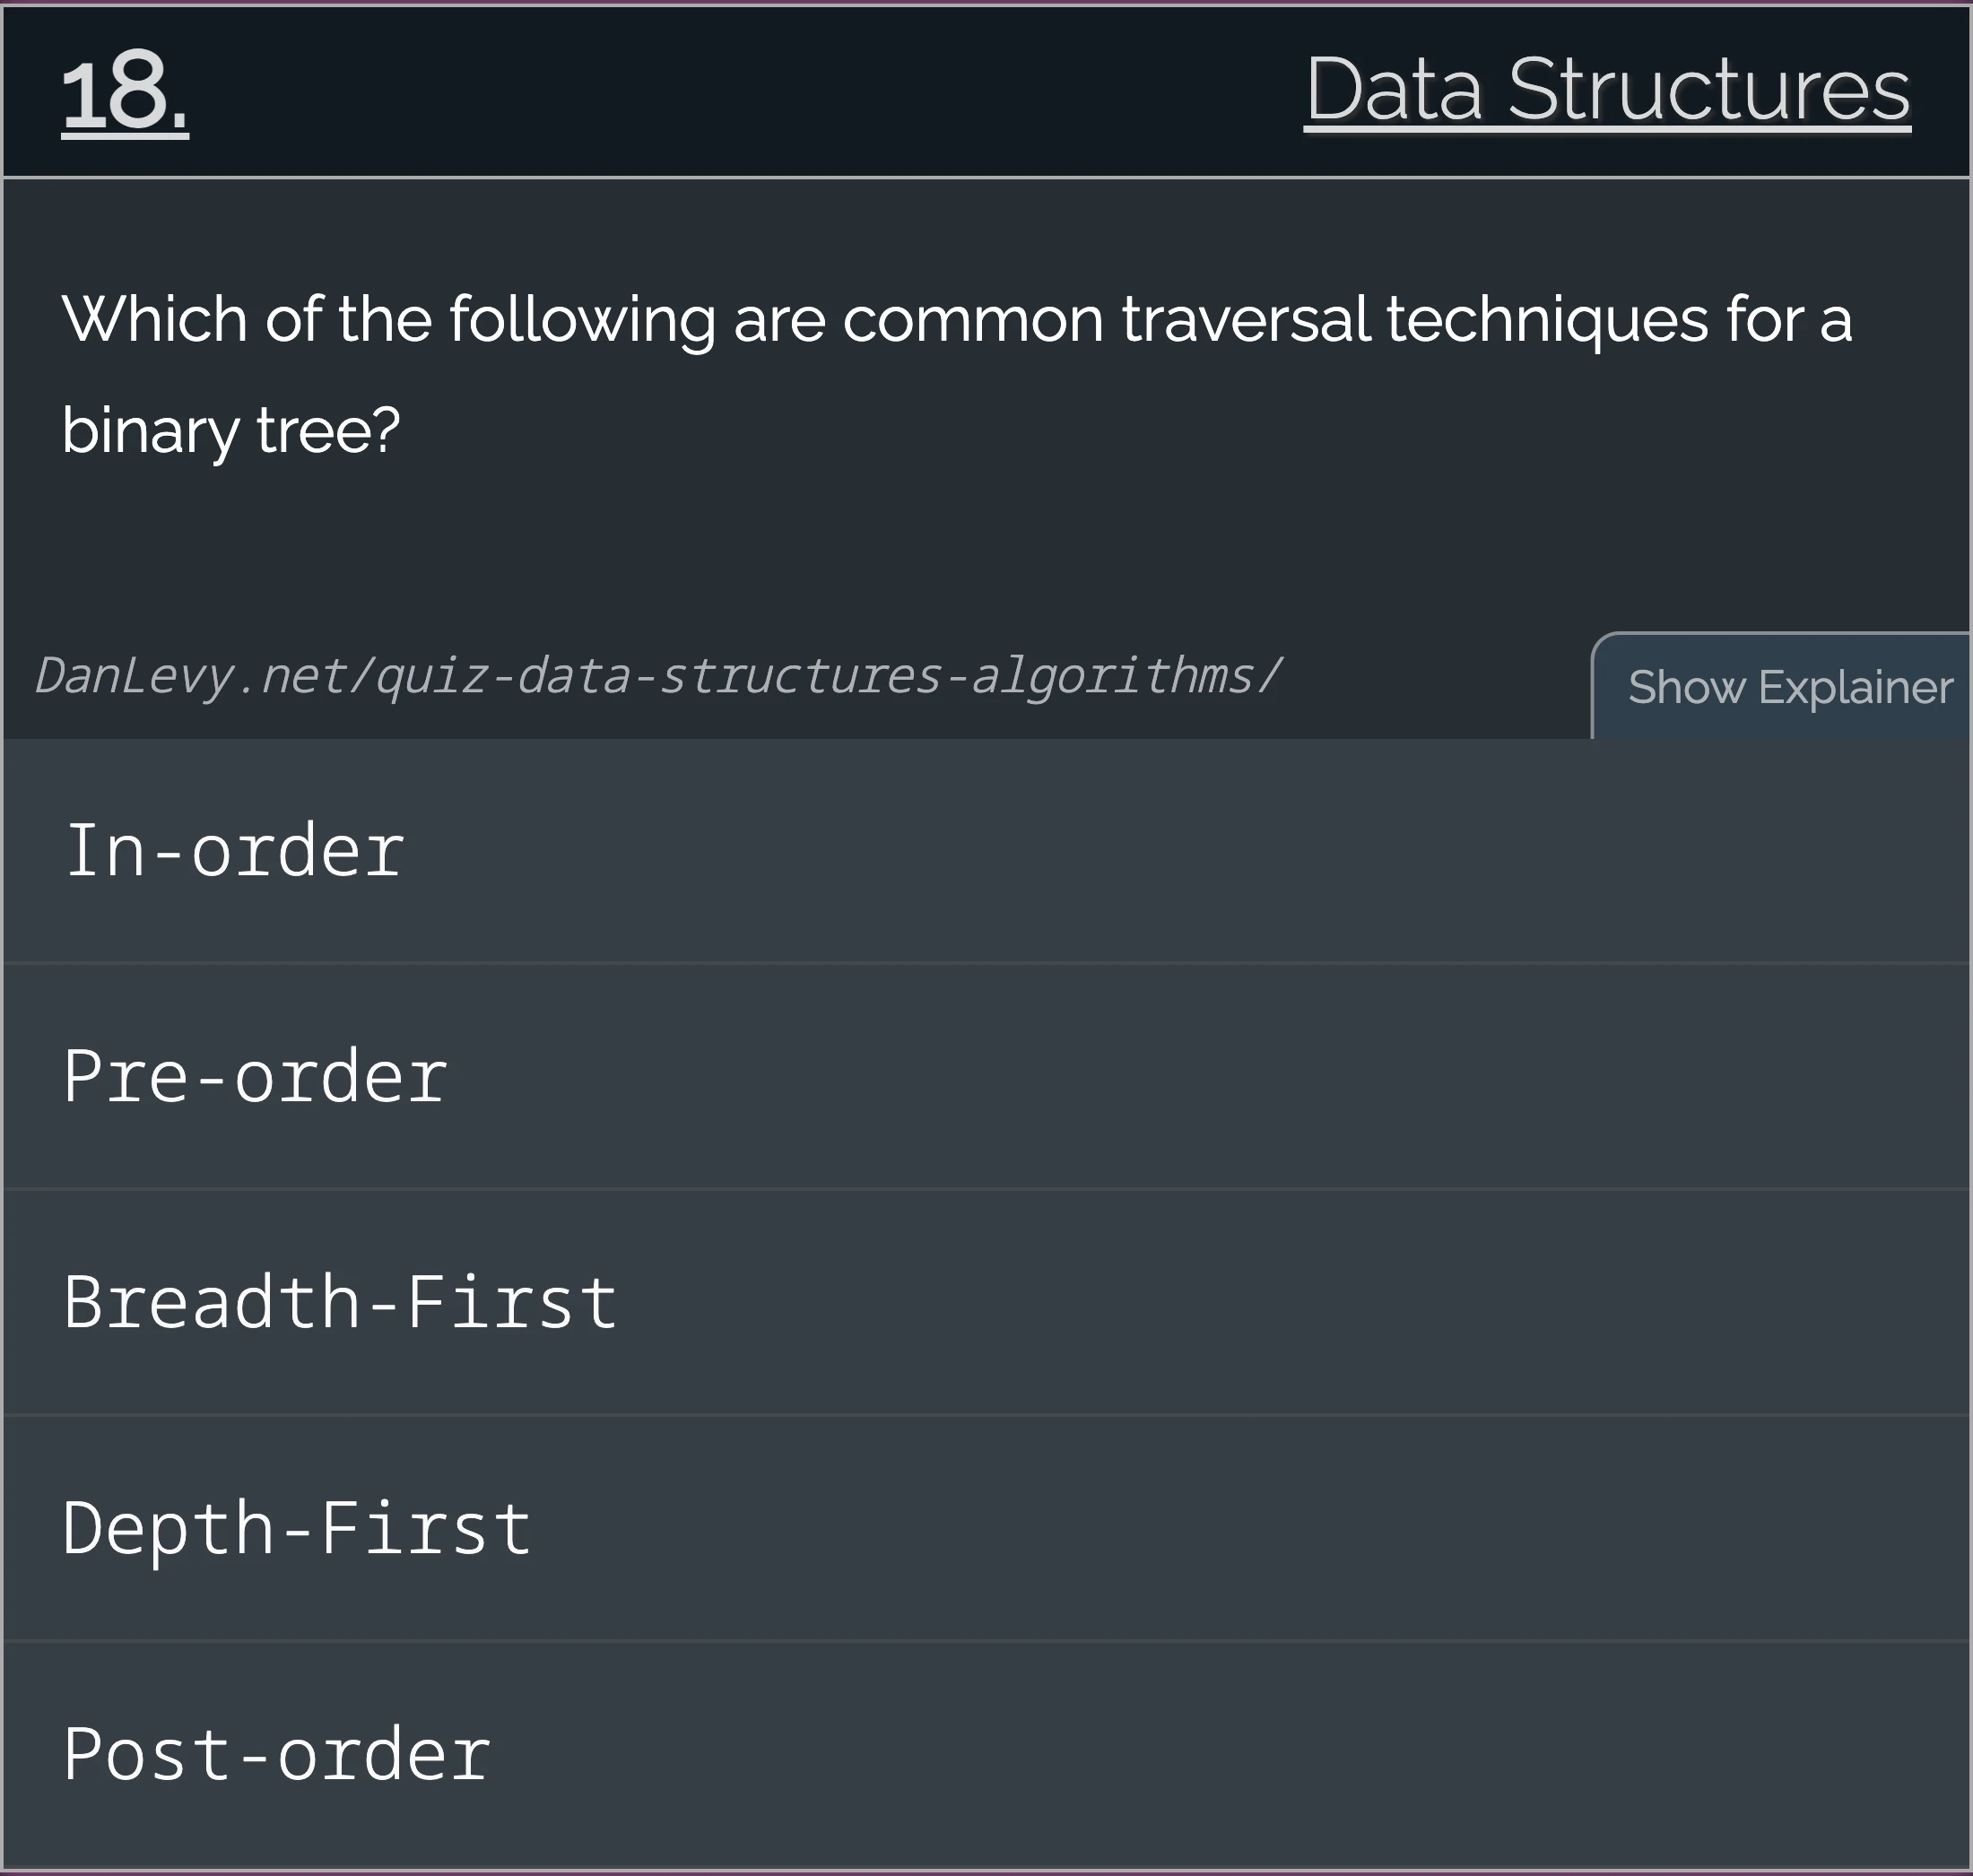 18.
Data Structures
Which of the following are common traversal techniques for a
binary tree?
DanLevy.net/quiz-data-structures-algorithms/
Show Explainer
In-order
Pre-order
Breadth-First
Depth-First
Post-order